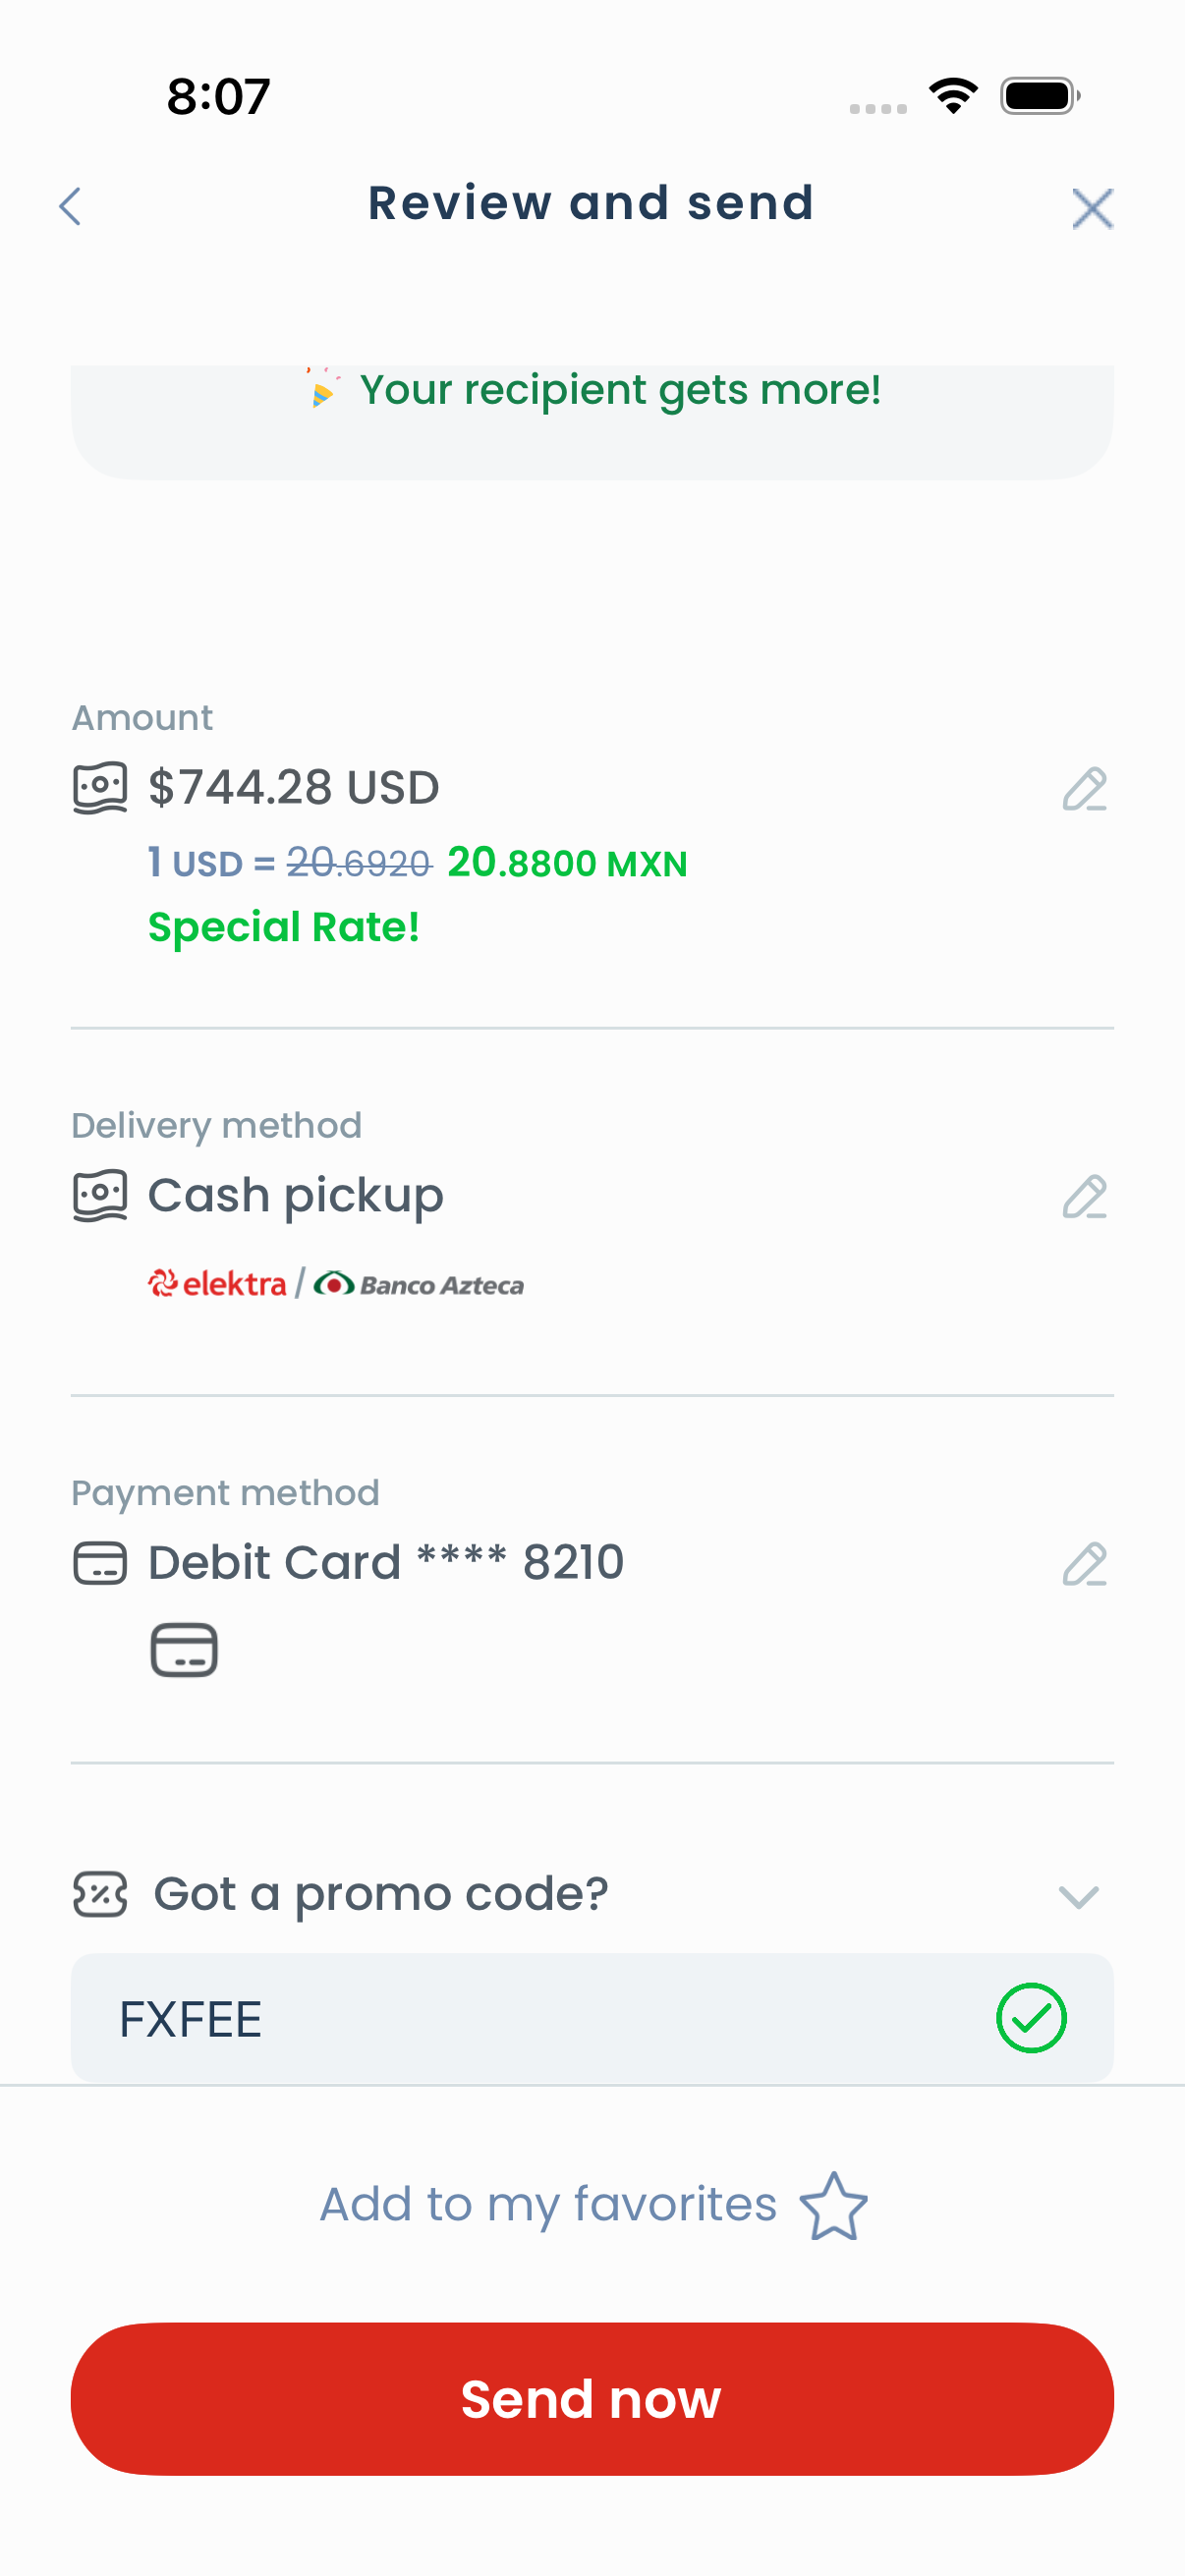 8:07
Review and send
Your recipient gets more!
Amount
$744.28 USD
1 USD = 20.6920 20.8800 MXN
Special Rate!
Delivery method
Cash pickup
elektra / Banco Azteca
Payment method
Debit Card **** 8210
Got a promo code?
FXFEE
Add to my favorites
Send now